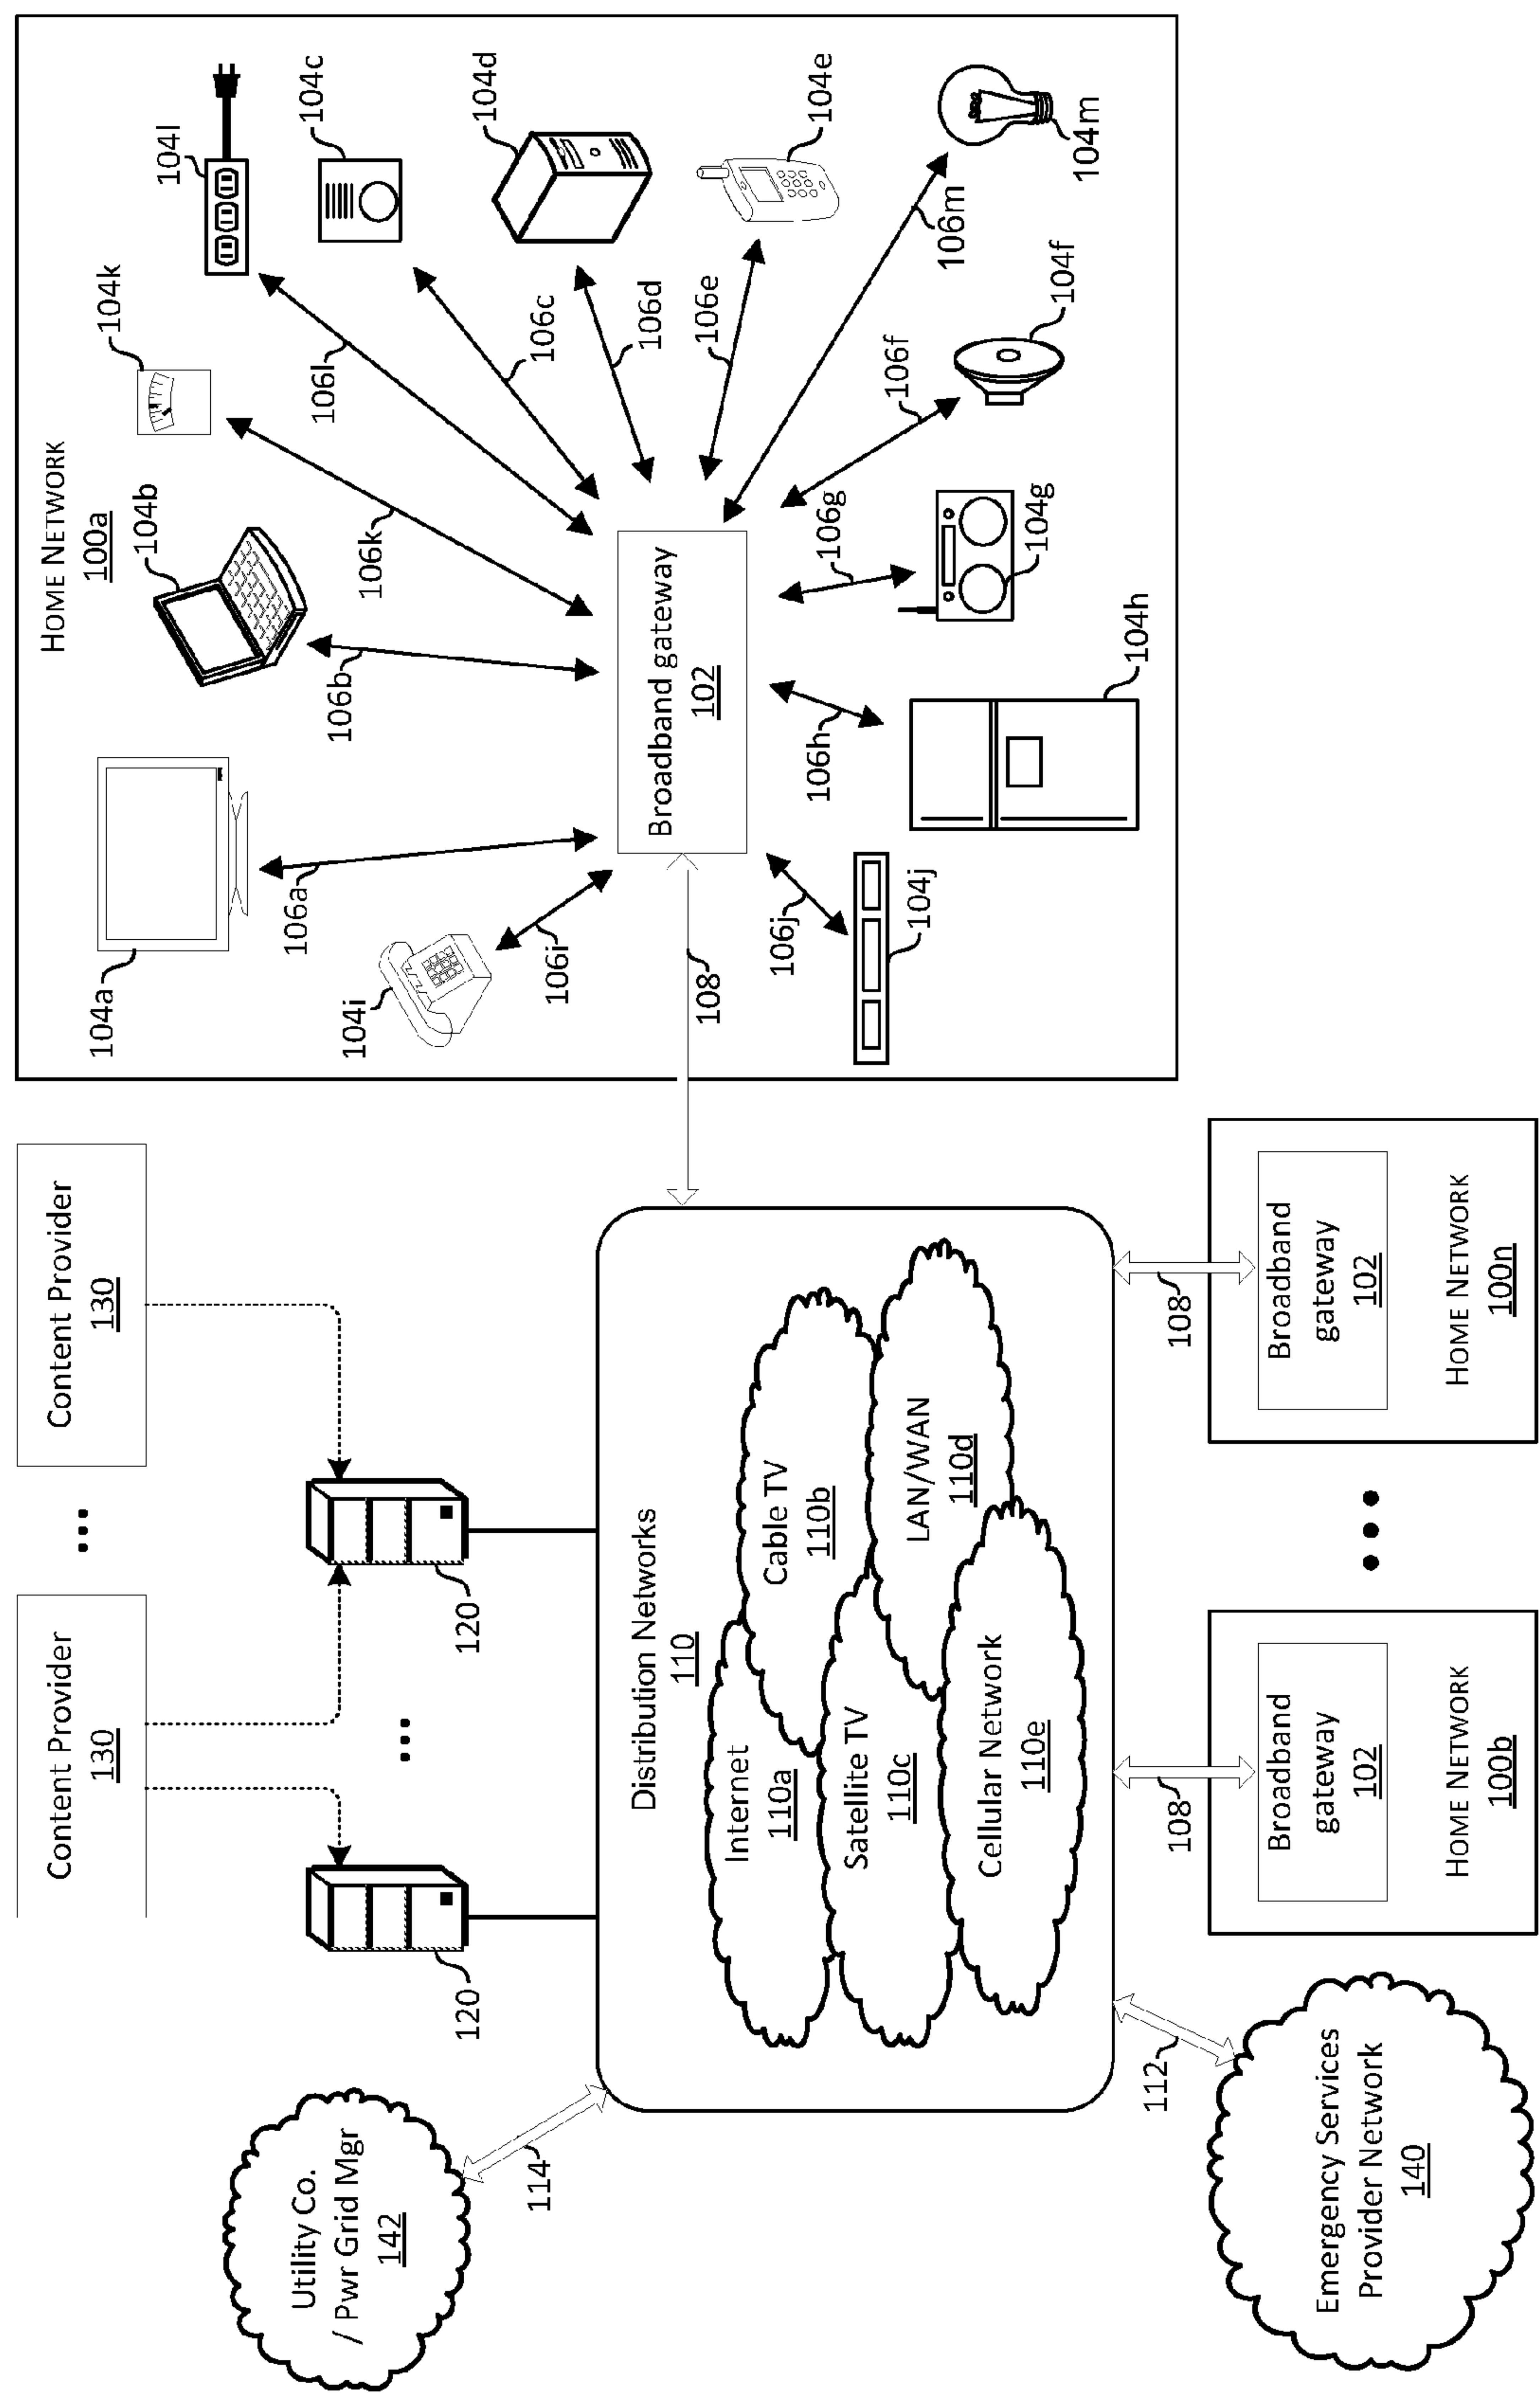 Utility Co.
/ Pwr Grid Mgr
142
114
Content Provider
130
...
Content Provider
130
120
...
120
Distribution Networks
110
Internet
110a
Cable TV
110b
Satellite TV
110c
LAN/WAN
110d
Cellular Network
110e
112
Emergency Services
Provider Network
140
108
Broadband
gateway
102
HOME NETWORK
100b
...
108
Broadband
gateway
102
HOME NETWORK
100n
108
HOME NETWORK
100a
104a
106a
104b
106b
104k
106k
104l
106l
104c
106c
104d
106d
104e
106e
106m
104m
104f
106f
106g
104g
106h
104h
106j
104j
104i
106i
Broadband gateway
102